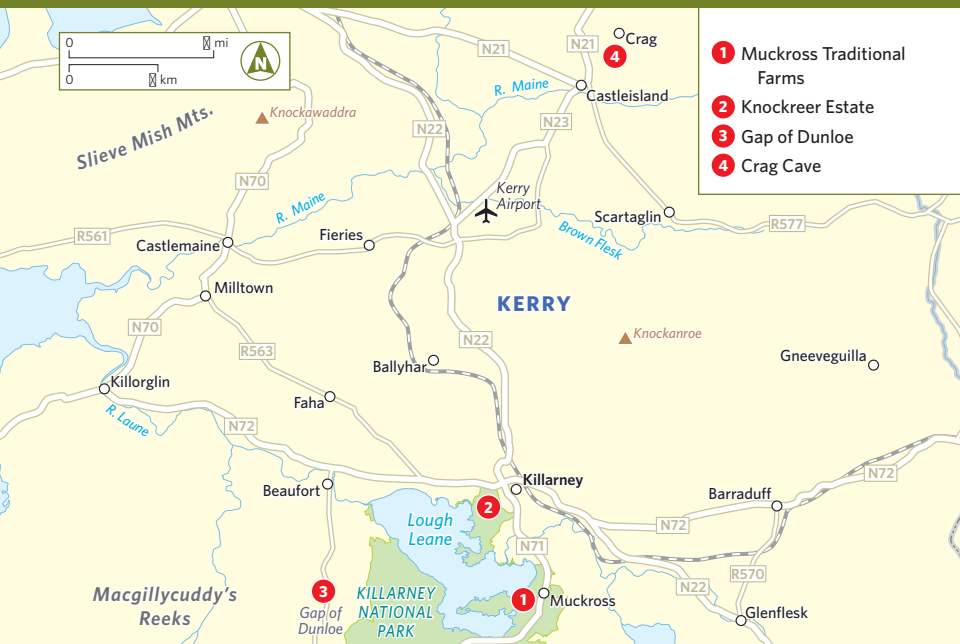 0 mi
0 km
N
1 Muckross Traditional
Farms
2 Knockreer Estate
3 Gap of Dunloe
4 Crag Cave
N21
N21
Crag
4
R. Maine
Castleisland
Knockawaddra
Slieve Mish Mts.
N22
N23
N70
R. Maine
Kerry
Airport
Scartaglin
R577
R561
Castlemaine
Fieries
Brown Flesk
Milltown
KERRY
N70
R563
N22
Knockanroe
Gneeveguilla
Ballyhar
Killorglin
Faha
R. Laune
N72
Beaufort
Killarney
N72
Barraduff
2
Lough
Leane
N72
N71
R570
N22
3
Gap of
Dunloe
Macgillycuddy's
Reeks
KILLARNEY
NATIONAL
PARK
1
Muckross
Glenflesk